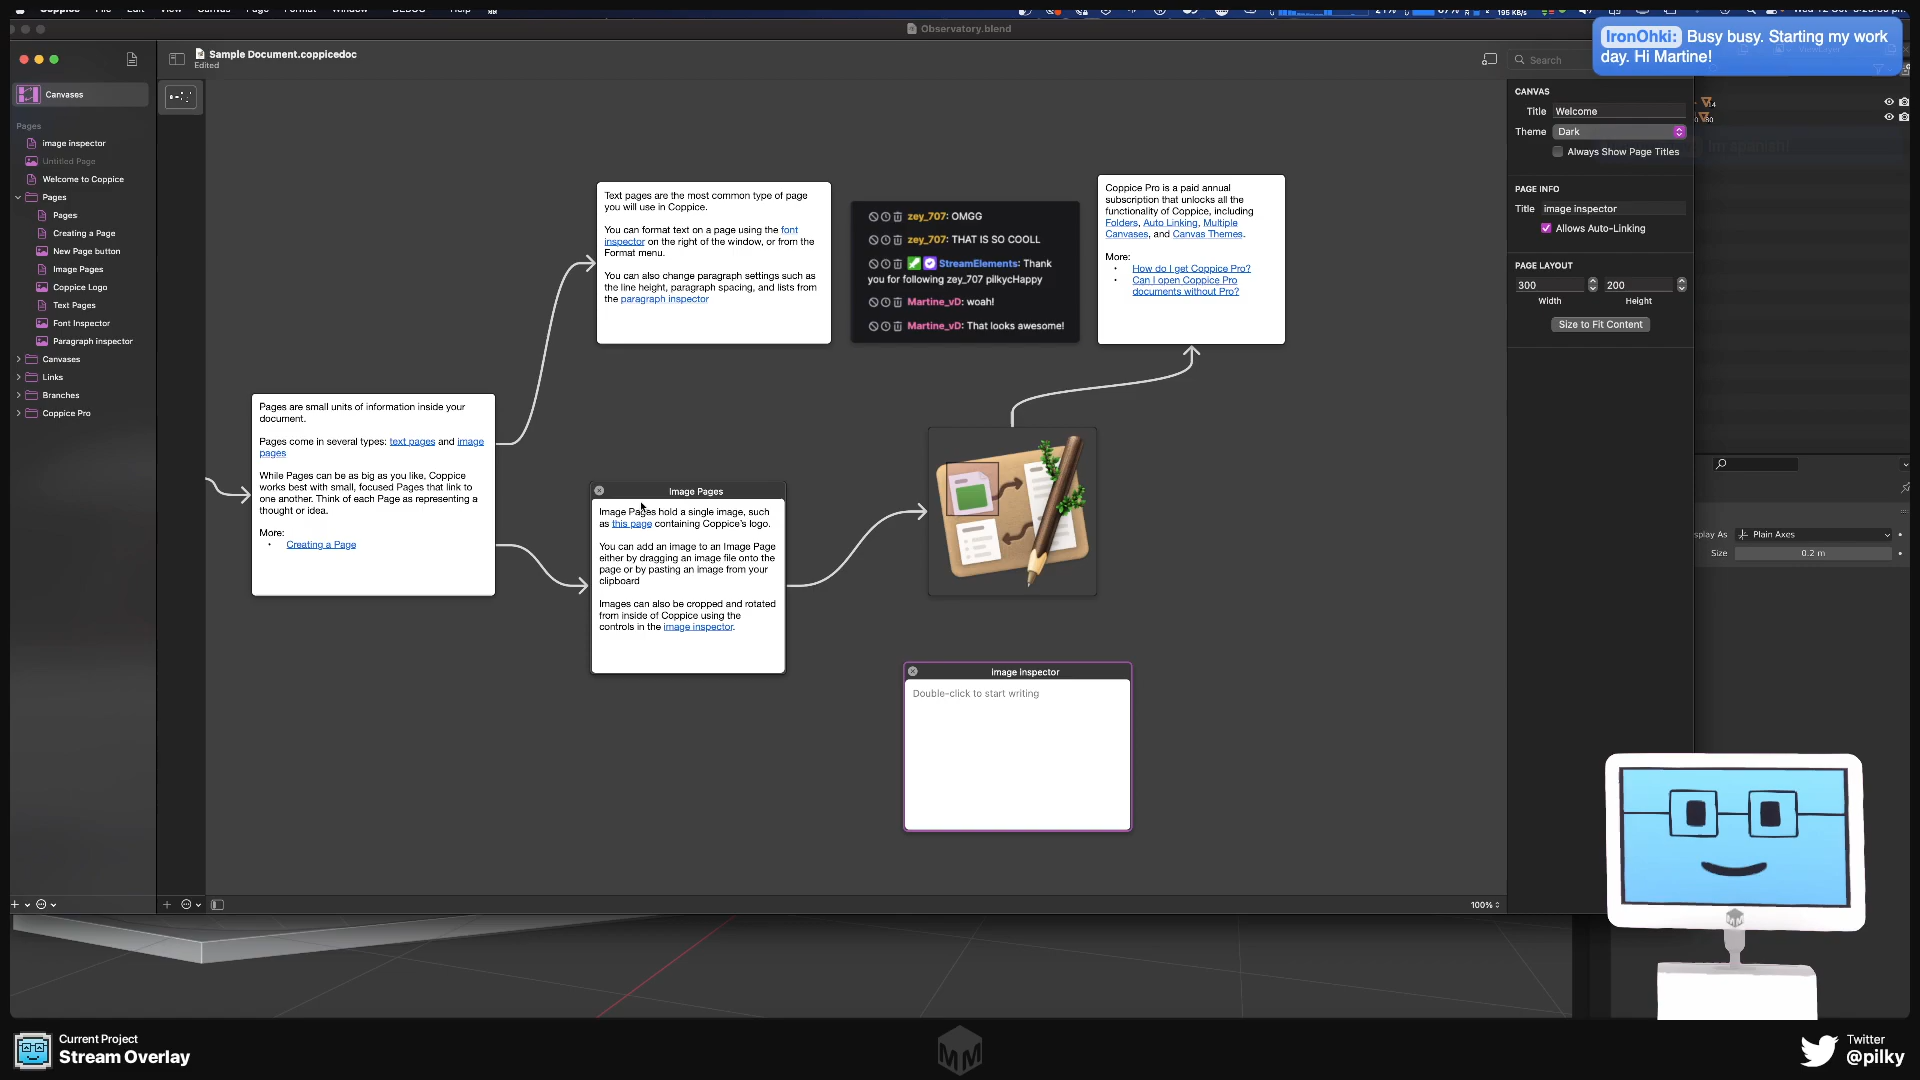 Coppice File Edit View Canvas Page Format Window DEBUG Help
195 KB/s
Observatory.blend
IronOhki: Busy busy. Starting my work
day. Hi Martine!
Sample Document.coppicedoc
Edited
Search
Canvases
Pages
image inspector
Untitled Page
Welcome to Coppice
Pages
Pages
Creating a Page
New Page button
Image Pages
Coppice Logo
Text Pages
Font Inspector
Paragraph inspector
Canvases
Links
Branches
Coppice Pro
Text pages are the most common type of page
you will use in Coppice.
You can format text on a page using the font
inspector on the right of the window, or from the
Format menu.
You can also change paragraph settings such as
the line height, paragraph spacing, and lists from
the paragraph inspector
zey_707: OMGG
zey_707: THAT IS SO COOLL
StreamElements: Thank
you for following zey_707 pilkycHappy
Martine_vD: woah!
Martine_vD: That looks awesome!
Coppice Pro is a paid annual
subscription that unlocks all the
functionality of Coppice, including
Folders, Auto Linking, Multiple
Canvases, and Canvas Themes.
More:
• How do I get Coppice Pro?
• Can I open Coppice Pro
documents without Pro?
Pages are small units of information inside your
document.
Pages come in several types: text pages and image
pages
While Pages can be as big as you like, Coppice
works best with small, focused Pages that link to
one another. Think of each Page as representing a
thought or idea.
More:
• Creating a Page
Image Pages
Image Pages hold a single image, such
as this page containing Coppice's logo.
You can add an image to an Image Page
either by dragging an image file onto the
page or by pasting an image from your
clipboard
Images can also be cropped and rotated
from inside of Coppice using the
controls in the image inspector.
image inspector
Double-click to start writing
CANVAS
Title Welcome
Theme Dark
Always Show Page Titles
PAGE INFO
Title image inspector
Allows Auto-Linking
PAGE LAYOUT
300 200
Width Height
Size to Fit Content
splay As Plain Axes
Size 0.2 m
100%
Current Project
Stream Overlay
MM
Twitter
@pilky